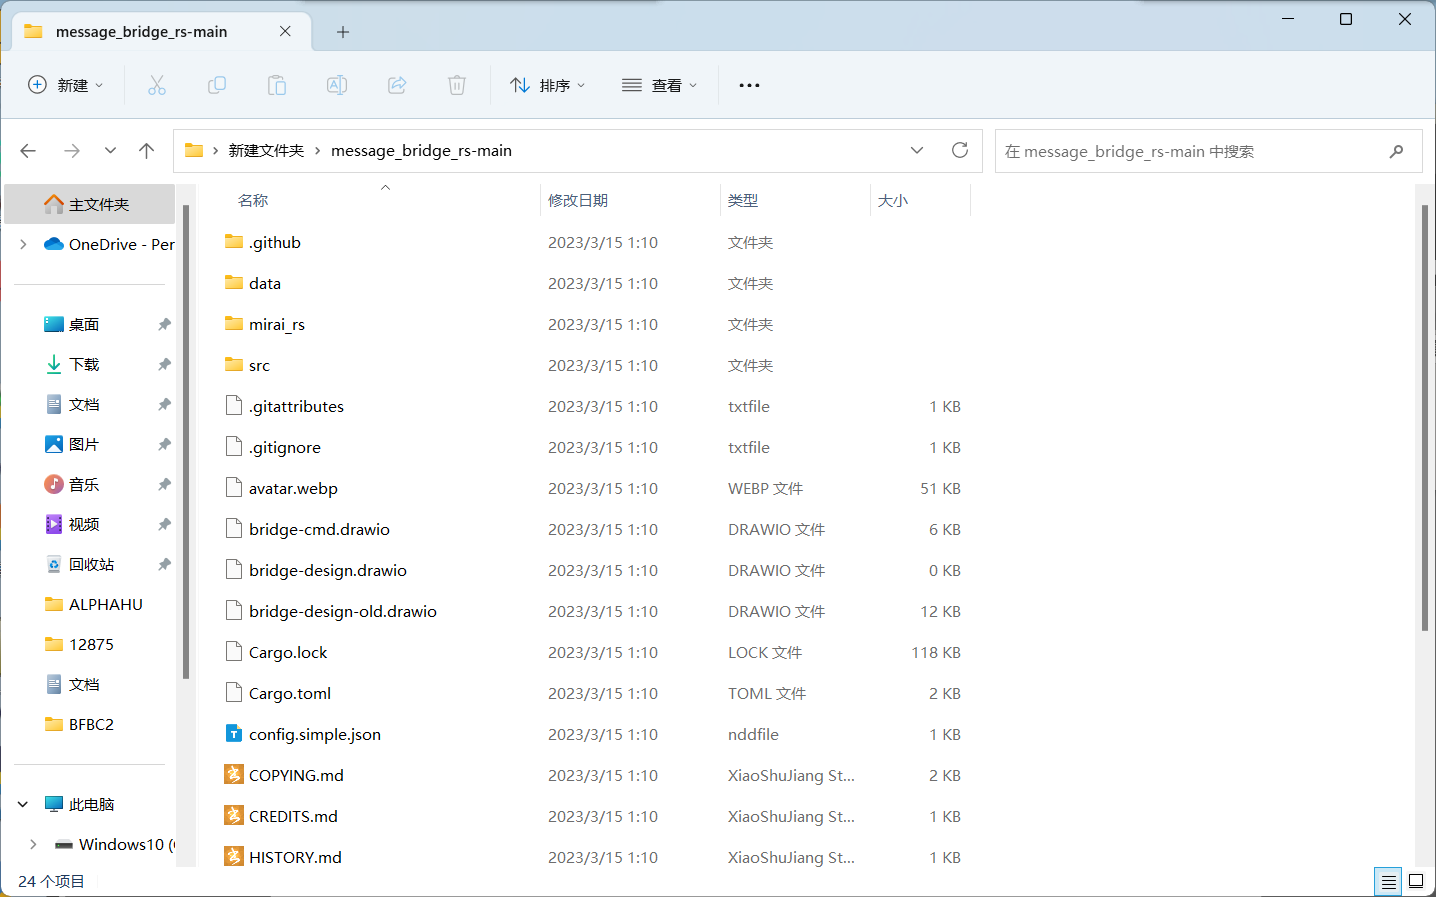 message_bridge_rs-main
新建
排序
查看
新建文件夹 message_bridge_rs-main
在 message_bridge_rs-main 中搜索
主文件夹
OneDrive - Per
桌面
下载
文档
图片
音乐
视频
回收站
ALPHAHU
12875
文档
BFBC2
此电脑
Windows10 (
名称 修改日期 类型 大小
.github 2023/3/15 1:10 文件夹
data 2023/3/15 1:10 文件夹
mirai_rs 2023/3/15 1:10 文件夹
src 2023/3/15 1:10 文件夹
.gitattributes 2023/3/15 1:10 txtfile 1 KB
.gitignore 2023/3/15 1:10 txtfile 1 KB
avatar.webp 2023/3/15 1:10 WEBP 文件 51 KB
bridge-cmd.drawio 2023/3/15 1:10 DRAWIO 文件 6 KB
bridge-design.drawio 2023/3/15 1:10 DRAWIO 文件 0 KB
bridge-design-old.drawio 2023/3/15 1:10 DRAWIO 文件 12 KB
Cargo.lock 2023/3/15 1:10 LOCK 文件 118 KB
Cargo.toml 2023/3/15 1:10 TOML 文件 2 KB
config.simple.json 2023/3/15 1:10 nddfile 1 KB
COPYING.md 2023/3/15 1:10 XiaoShuJiang St... 2 KB
CREDITS.md 2023/3/15 1:10 XiaoShuJiang St... 1 KB
HISTORY.md 2023/3/15 1:10 XiaoShuJiang St... 1 KB
24 个项目